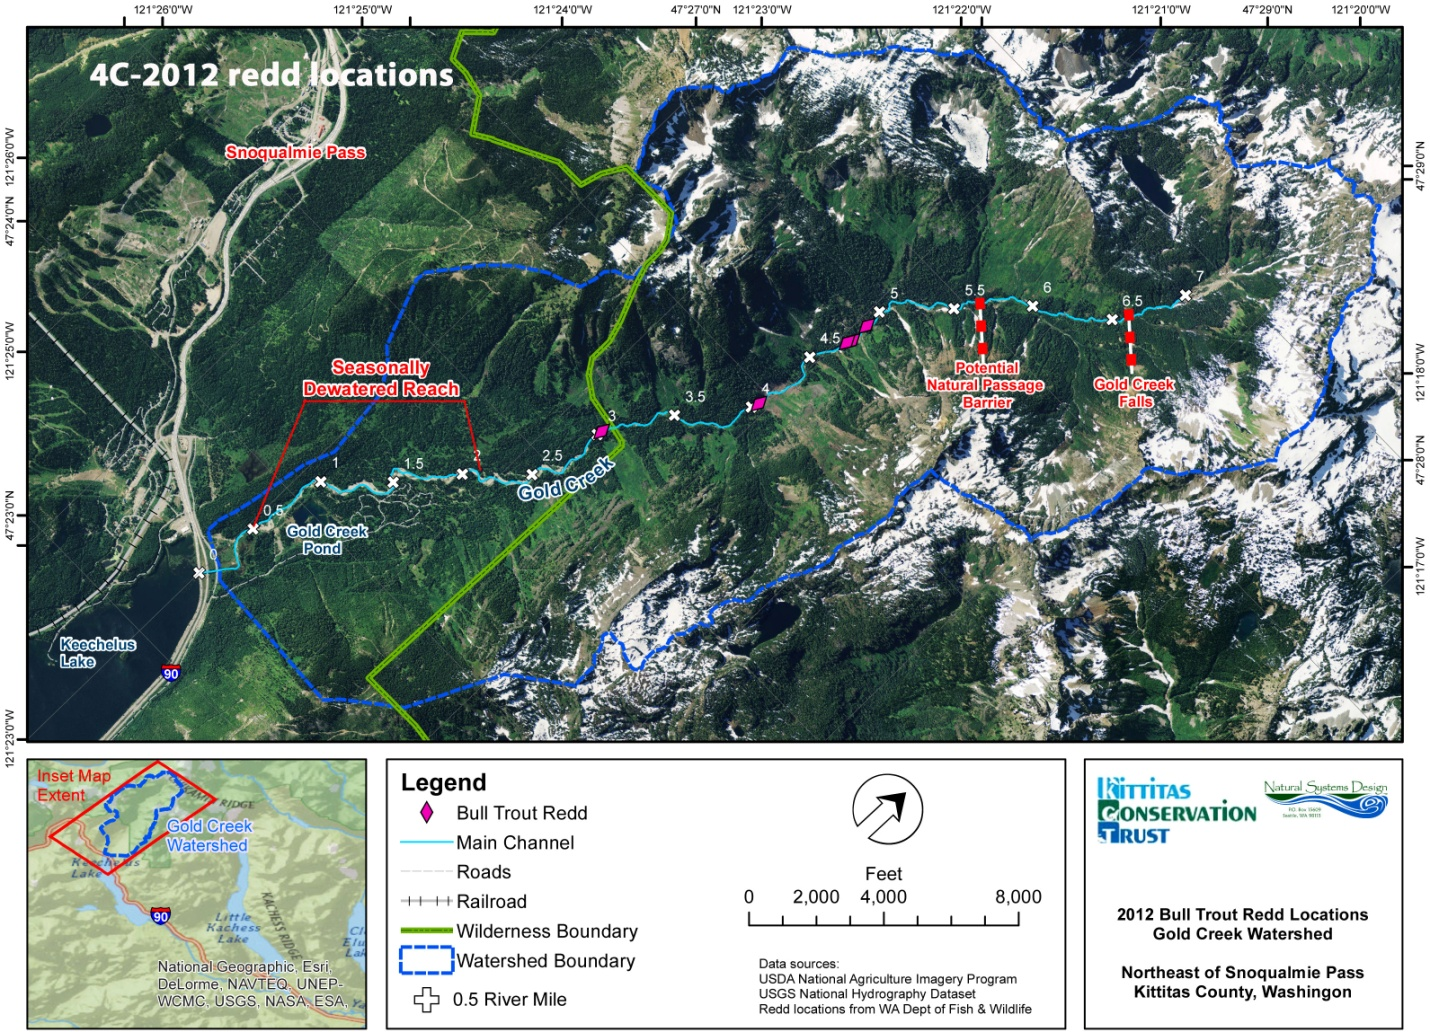 121°26'0"W
121°25'0"W
121°24'0"W
47°27'0"N
121°23'0"W
121°22'0"W
121°21'0"W
47°29'0"N
121°20'0"W
4C-2012 redd locations
121°26'0"W
47°24'0"N
121°25'0"W
47°23'0"N
121°23'0"W
47°29'0"N
121°18'0"W
47°28'0"N
121°17'0"W
Snoqualmie Pass
Seasonally
Dewatered Reach
0
0.5
1
1.5
2
2.5
3
3.5
4
4.5
5
5.5
6
6.5
7
Potential
Natural Passage
Barrier
Gold Creek
Falls
Gold Creek
Gold Creek
Pond
Keechelus
Lake
90
Inset Map
Extent
RIDGE
Gold Creek
Watershed
Keechelus
Lake
90
Little
Kachess
Lake
KACHESS RIDGE
National Geographic, Esri,
DeLorme, NAVTEQ, UNEP-
WCMC, USGS, NASA, ESA,
Legend
Bull Trout Redd
Main Channel
Roads
Railroad
Wilderness Boundary
Watershed Boundary
0.5 River Mile
Feet
0 2,000 4,000 8,000
Data sources:
USDA National Agriculture Imagery Program
USGS National Hydrography Dataset
Redd locations from WA Dept of Fish & Wildlife
KITTITAS
CONSERVATION
TRUST
Natural Systems Design
2012 Bull Trout Redd Locations
Gold Creek Watershed
Northeast of Snoqualmie Pass
Kittitas County, Washingon